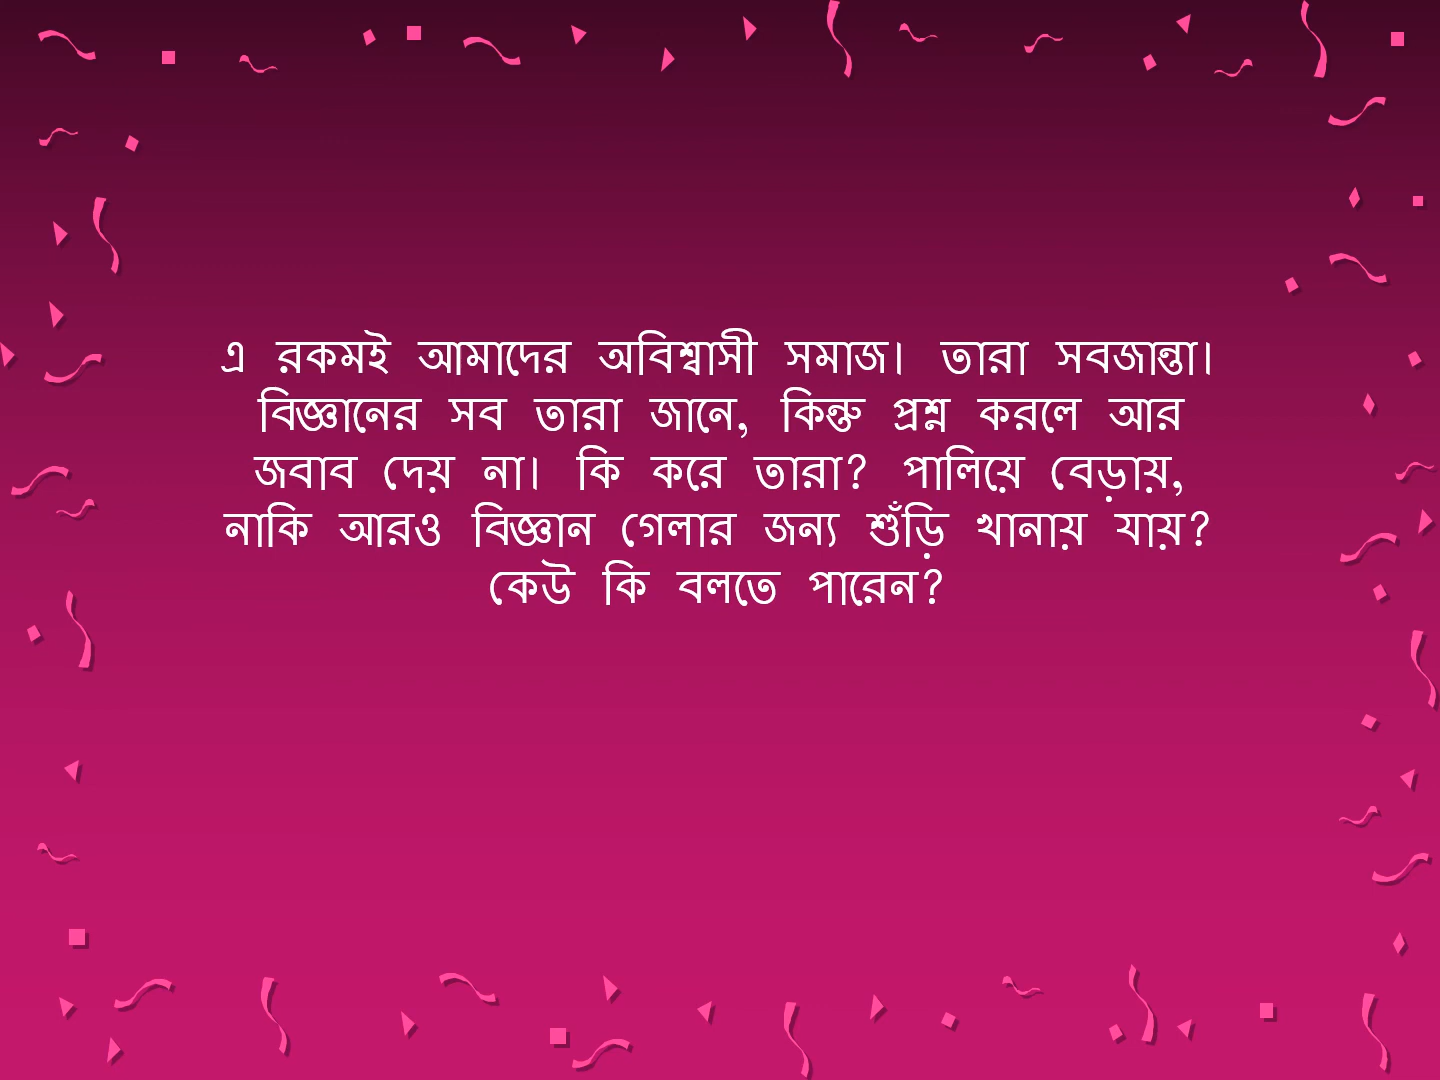 এ রকমই আমাদের অবিশ্বাসী সমাজ। তারা সবজান্তা।
বিজ্ঞানের সব তারা জানে, কিন্তু প্রশ্ন করলে আর
জবাব দেয় না। কি করে তারা? পালিয়ে বেড়ায়,
নাকি আরও বিজ্ঞান গেলার জন্য শুঁড়ি খানায় যায়?
কেউ কি বলতে পারেন?